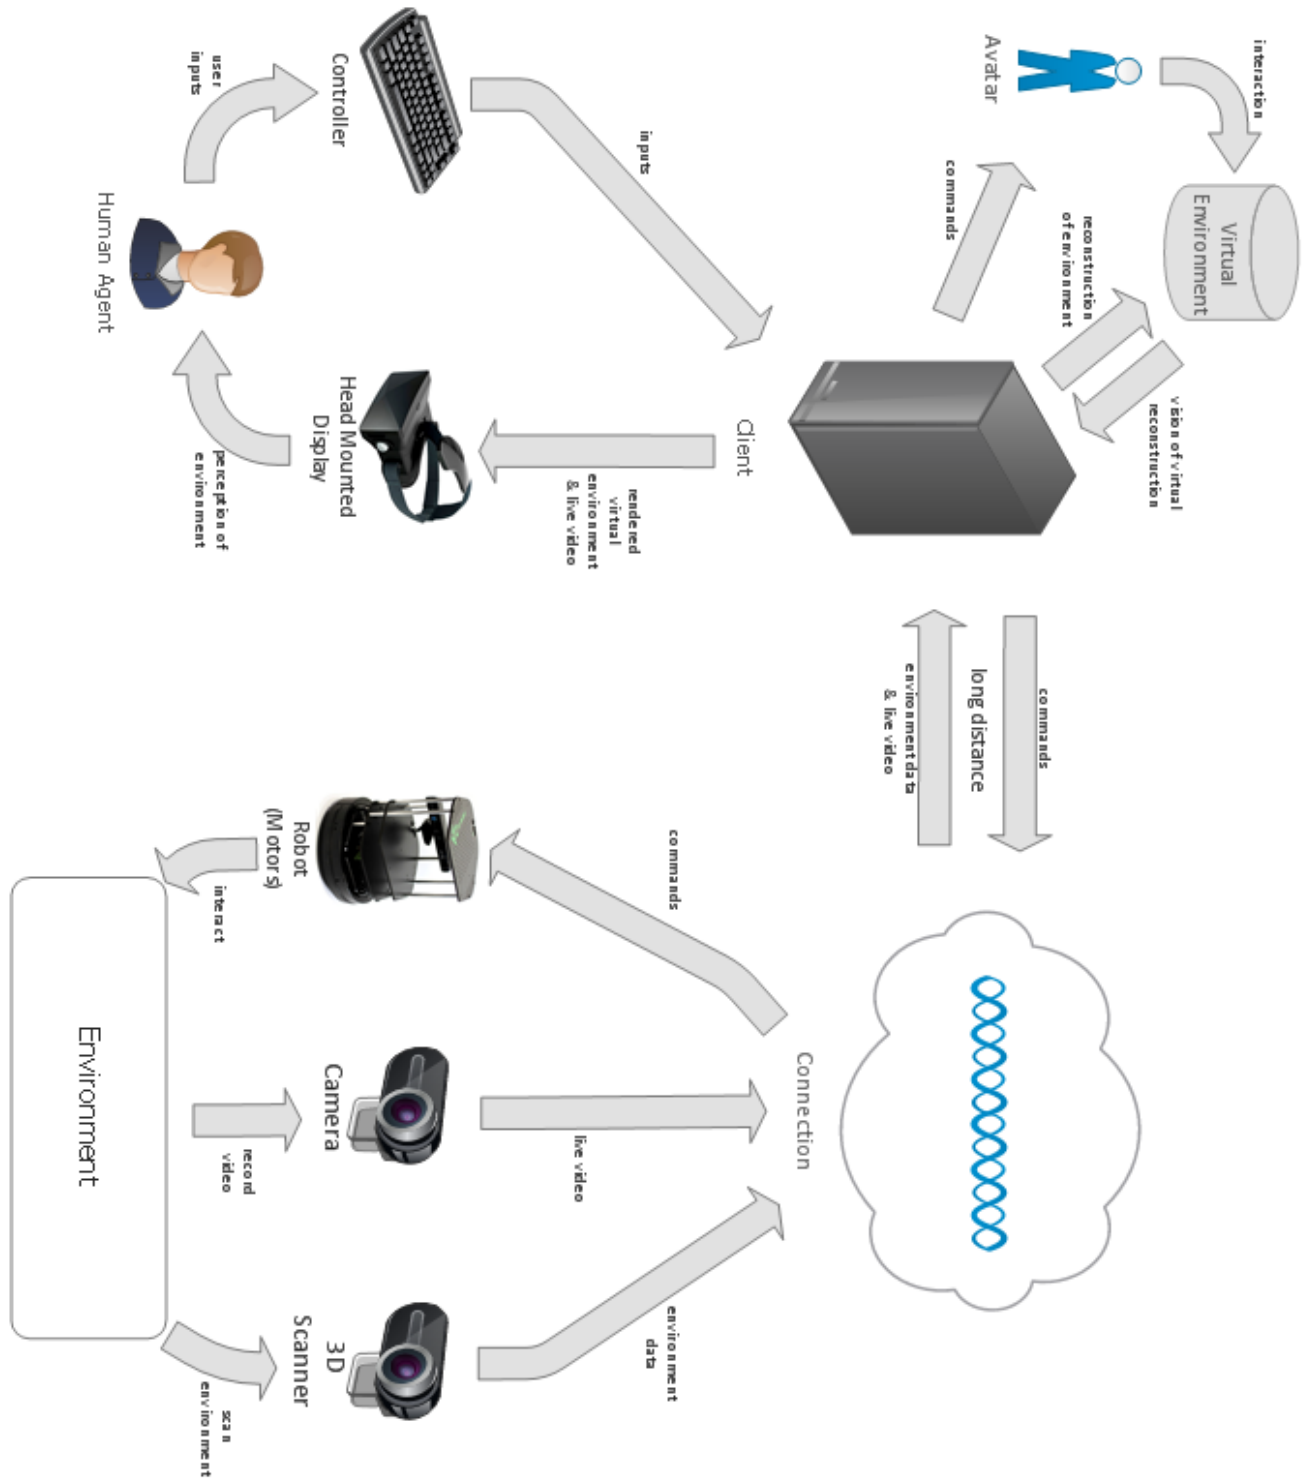 interaction
Virtual
Environment
Avatar
commands
reconstruction
of environment
vision of virtual
reconstruction
inputs
Client
Controller
user
inputs
Human Agent
Head Mounted
Display
rendered
virtual
environment
& live video
perception of
environment
commands
long distance
environment data
& live video
Connection
commands
live video
environment
data
Robot
(Motors)
Camera
3D
Scanner
interact
record
video
scan
environment
Environment